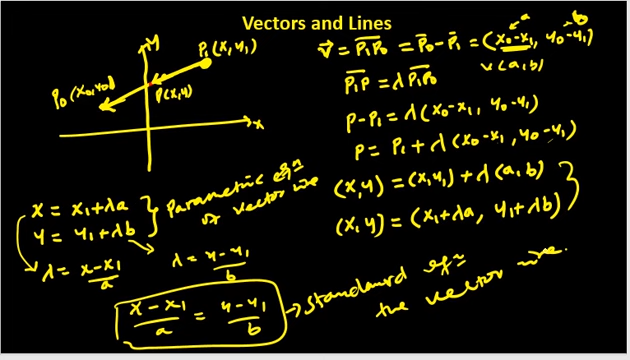 Vectors and Lines
y
P₁(x₁, y₁)
P₀(x₀, y₀)
P(x, y)
x
v⃗ = P₁P₀ = P₀ - P₁ = (x₀-x₁, y₀-y₁)
a
b
v(a, b)
P₁P = λ P₁P₀
P-P₁ = λ(x₀-x₁, y₀-y₁)
P = P₁ + λ(x₀-x₁, y₀-y₁)
(x, y) = (x₁, y₁) + λ(a, b)
(x, y) = (x₁+λa, y₁+λb)
x = x₁+λa
y = y₁+λb
Parametric eqn
of vector line
λ = x-x₁/a
λ = y-y₁/b
x-x₁/a = y-y₁/b
Standard eqn
the vector line.